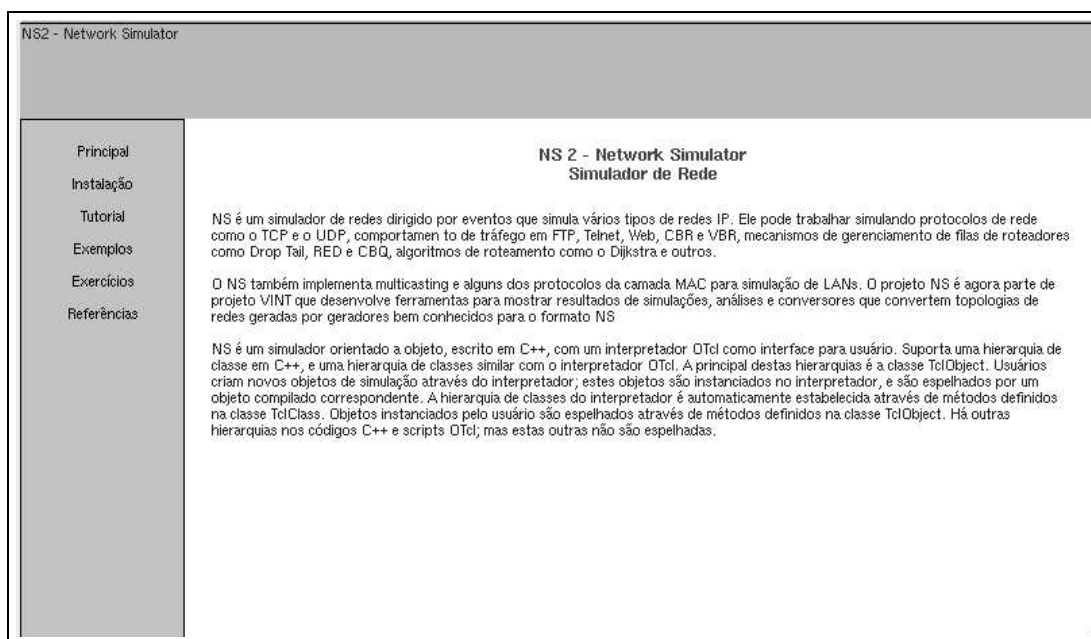 NS2 - Network Simulator
Principal
Instalação
Tutorial
Exemplos
Exercícios
Referências
NS 2 - Network Simulator
Simulador de Rede
NS é um simulador de redes dirigido por eventos que simula vários tipos de redes IP. Ele pode trabalhar simulando protocolos de rede
como o TCP e o UDP, comportamen to de tráfego em FTP, Telnet, Web, CBR e VBR, mecanismos de gerenciamento de filas de roteadores
como Drop Tail, RED e CBQ, algoritmos de roteamento como o Dijkstra e outros.
O NS também implementa multicasting e alguns dos protocolos da camada MAC para simulação de LANs. O projeto NS é agora parte de
projeto VINT que desenvolve ferramentas para mostrar resultados de simulações, análises e conversores que convertem topologias de
redes geradas por geradores bem conhecidos para o formato NS
NS é um simulador orientado a objeto, escrito em C++, com um interpretador OTcl como interface para usuário. Suporta uma hierarquia de
classe em C++, e uma hierarquia de classes similar com o interpretador OTcl. A principal destas hierarquias é a classe TclObject. Usuários
criam novos objetos de simulação através do interpretador; estes objetos são instanciados no interpretador, e são espelhados por um
objeto compilado correspondente. A hierarquia de classes do interpretador é automaticamente estabelecida através de métodos definidos
na classe TclClass. Objetos instanciados pelo usuário são espelhados através de métodos definidos na classe TclObject. Há outras
hierarquias nos códigos C++ e scripts OTcl; mas estas outras não são espelhadas.